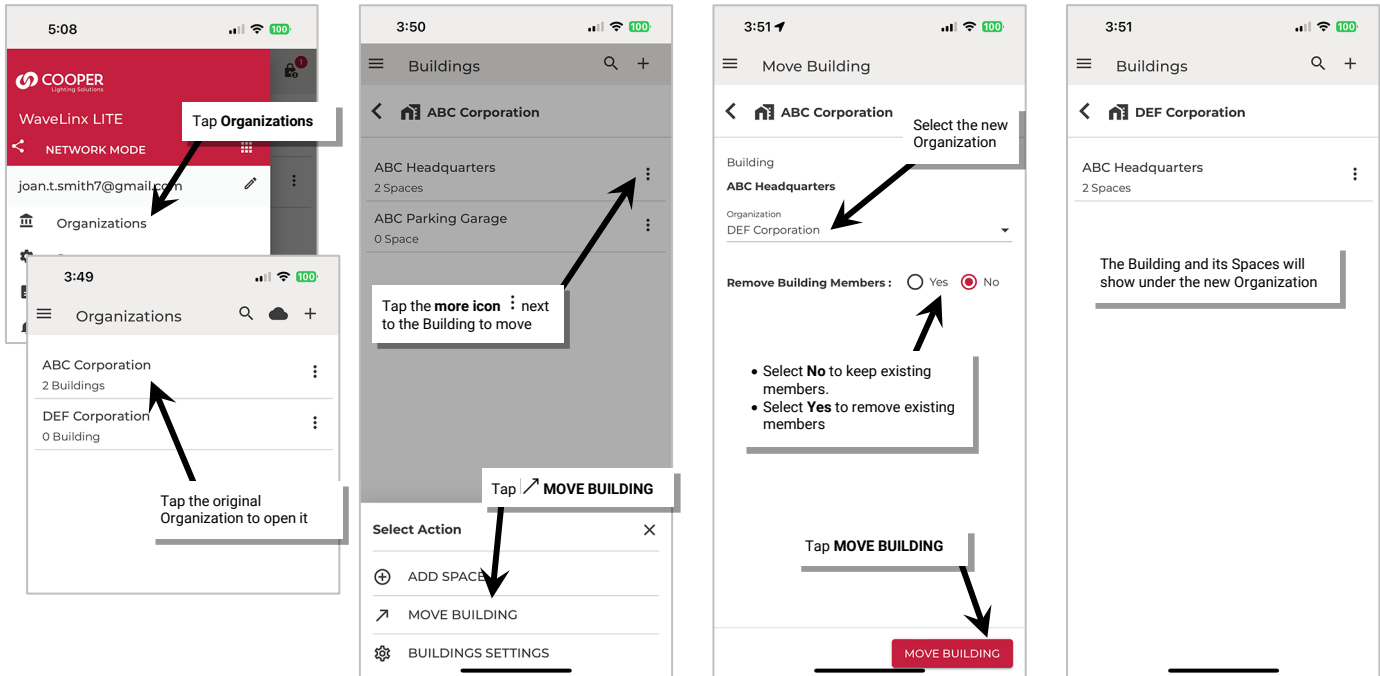 5:08
100
COOPER
Lighting Solutions
1
WaveLinx LITE
Tap Organizations
NETWORK MODE
joan.t.smith7@gmail.com
Organizations
3:49
100
Organizations
ABC Corporation
2 Buildings
DEF Corporation
0 Building
Tap the original
Organization to open it
3:50
100
Buildings
ABC Corporation
ABC Headquarters
2 Spaces
ABC Parking Garage
0 Space
Tap the more icon ⋮ next
to the Building to move
Tap MOVE BUILDING
Select Action
ADD SPACE
MOVE BUILDING
BUILDINGS SETTINGS
3:51
100
Move Building
ABC Corporation
Select the new
Organization
Building
ABC Headquarters
Organization
DEF Corporation
Remove Building Members :
Yes
No
• Select No to keep existing
members.
• Select Yes to remove existing
members
Tap MOVE BUILDING
MOVE BUILDING
3:51
100
Buildings
DEF Corporation
ABC Headquarters
2 Spaces
The Building and its Spaces will
show under the new Organization